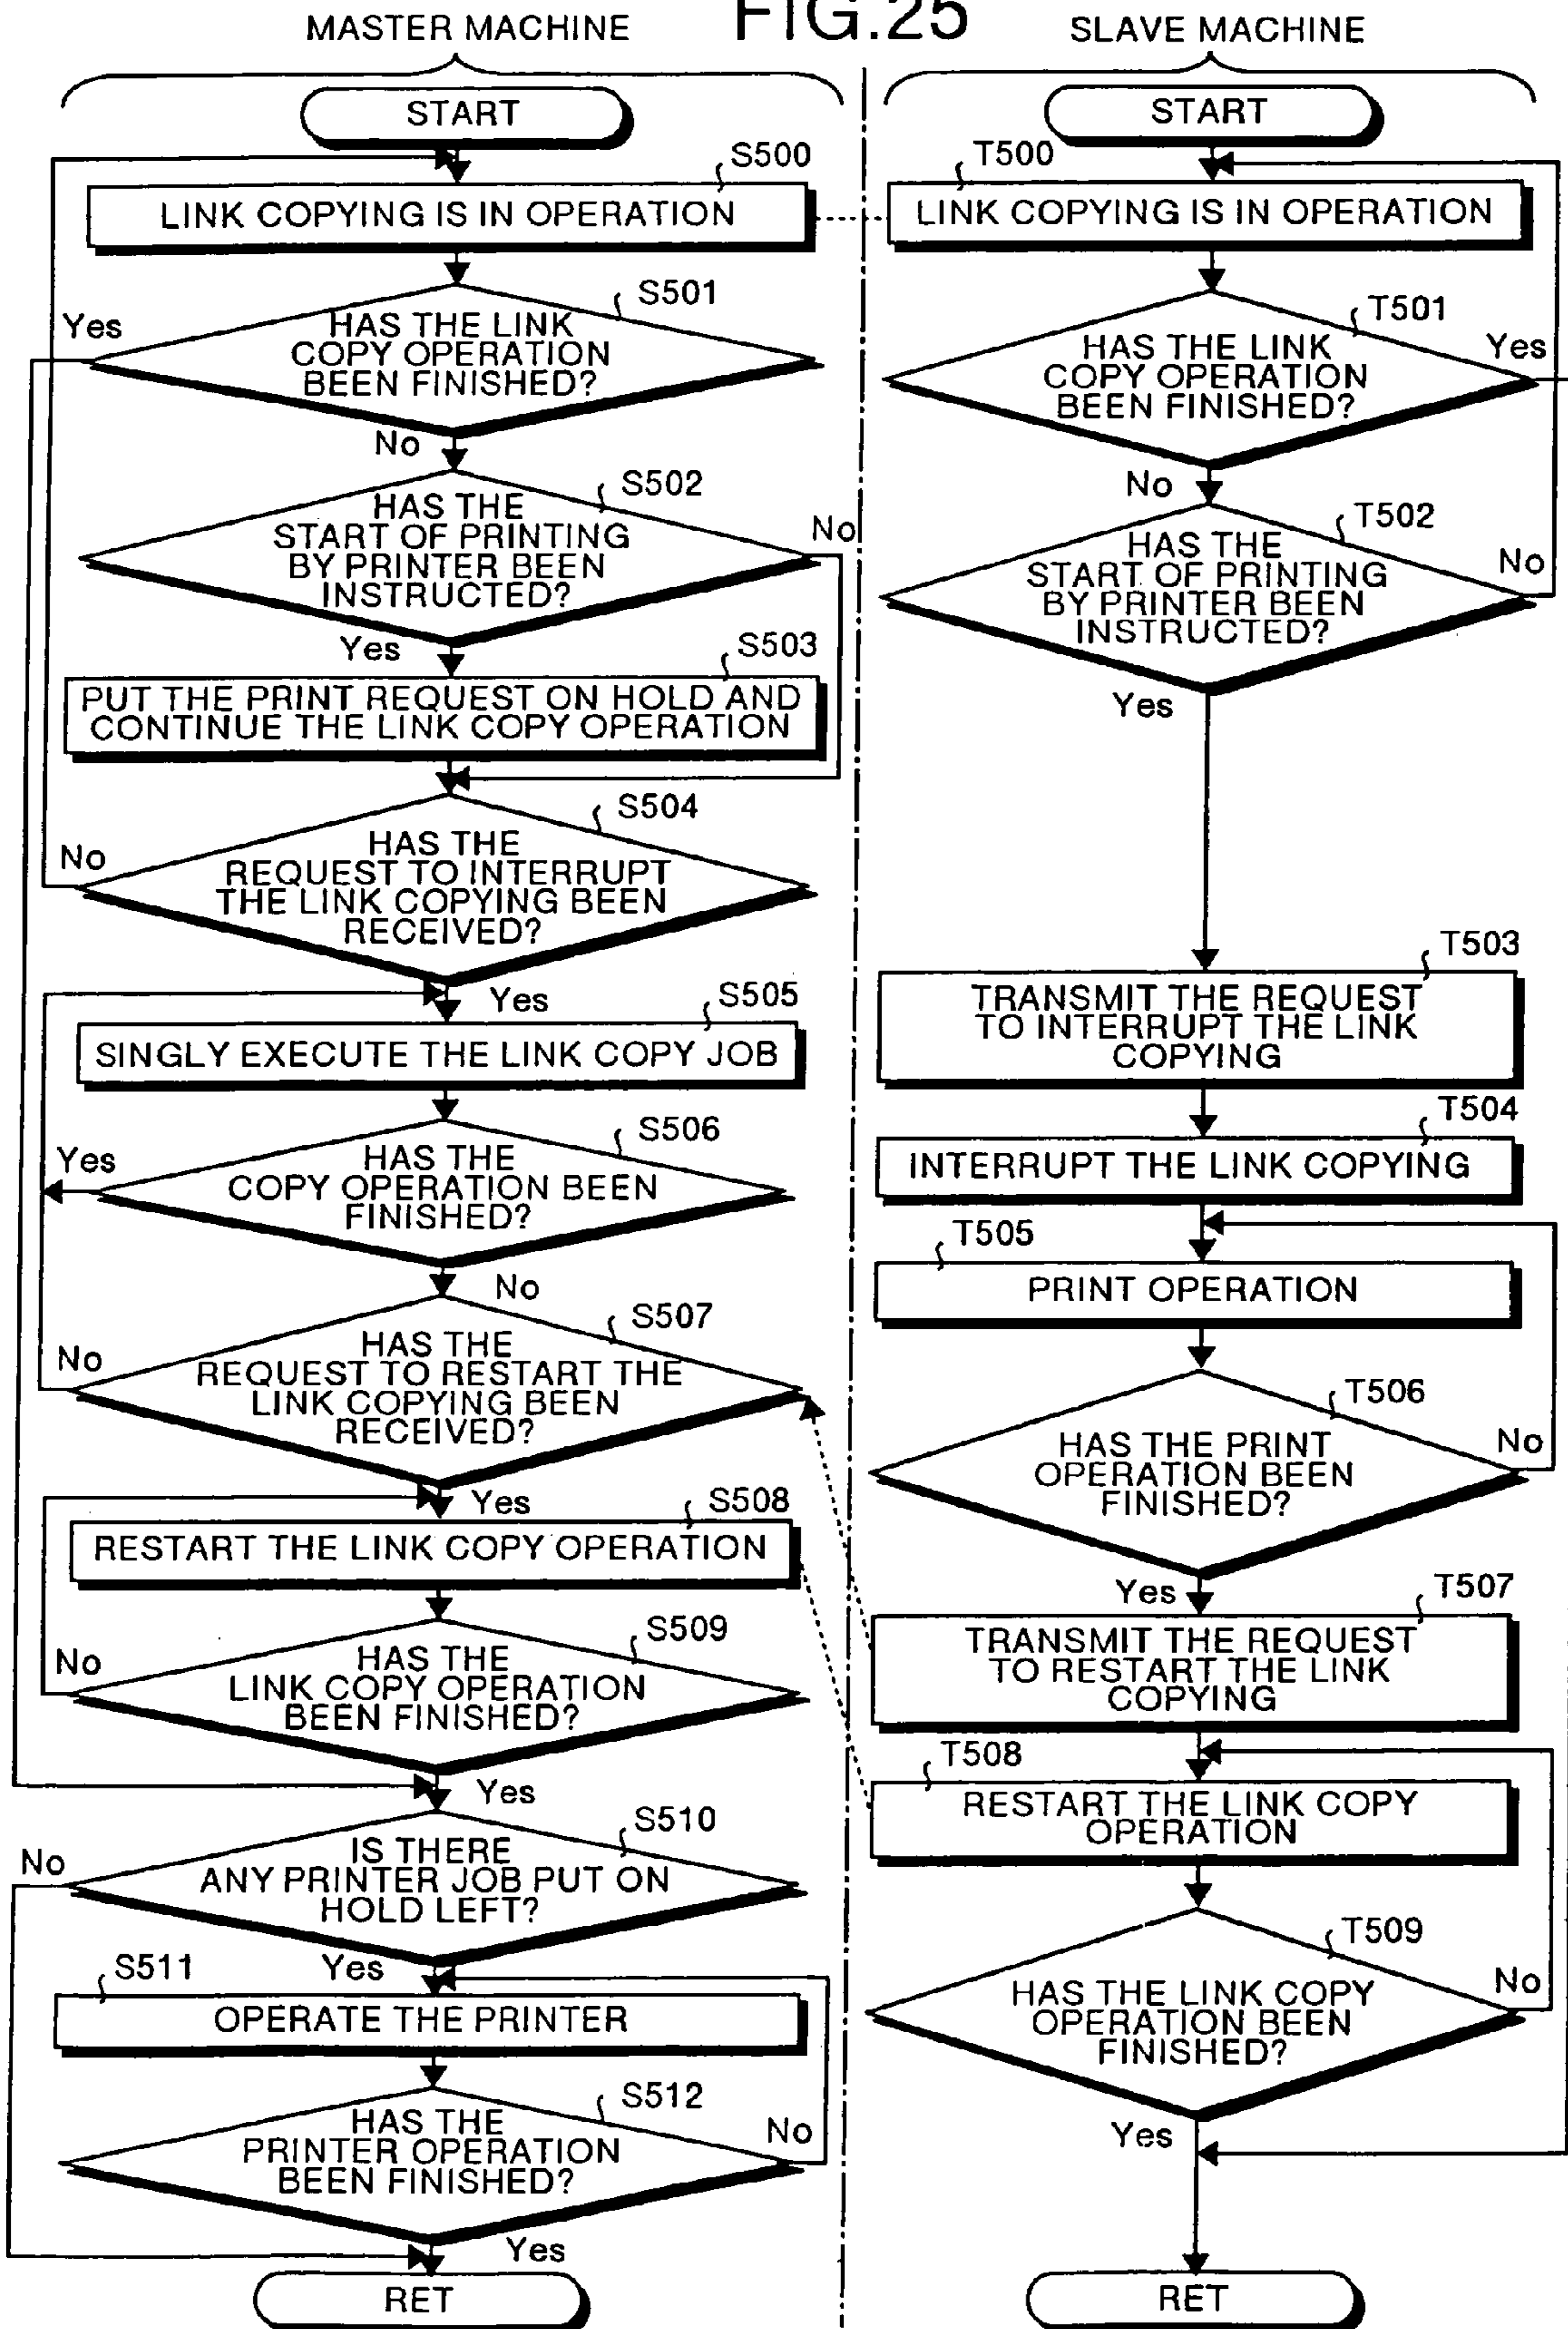 FIG.25
MASTER MACHINE
START
S500
LINK COPYING IS IN OPERATION
S501
HAS THE LINK
COPY OPERATION
BEEN FINISHED?
Yes
No
S502
HAS THE
START OF PRINTING
BY PRINTER BEEN
INSTRUCTED?
No
Yes
S503
PUT THE PRINT REQUEST ON HOLD AND
CONTINUE THE LINK COPY OPERATION
S504
HAS THE
REQUEST TO INTERRUPT
THE LINK COPYING BEEN
RECEIVED?
No
Yes
S505
SINGLY EXECUTE THE LINK COPY JOB
S506
HAS THE
COPY OPERATION BEEN
FINISHED?
Yes
No
S507
HAS THE
REQUEST TO RESTART THE
LINK COPYING BEEN
RECEIVED?
No
Yes
S508
RESTART THE LINK COPY OPERATION
S509
HAS THE
LINK COPY OPERATION
BEEN FINISHED?
No
Yes
S510
IS THERE
ANY PRINTER JOB PUT ON
HOLD LEFT?
No
Yes
S511
OPERATE THE PRINTER
S512
HAS THE
PRINTER OPERATION
BEEN FINISHED?
No
Yes
RET
SLAVE MACHINE
START
T500
LINK COPYING IS IN OPERATION
T501
HAS THE LINK
COPY OPERATION
BEEN FINISHED?
Yes
No
T502
HAS THE
START OF PRINTING
BY PRINTER BEEN
INSTRUCTED?
No
Yes
T503
TRANSMIT THE REQUEST
TO INTERRUPT THE LINK
COPYING
T504
INTERRUPT THE LINK COPYING
T505
PRINT OPERATION
T506
HAS THE PRINT
OPERATION BEEN
FINISHED?
No
Yes
T507
TRANSMIT THE REQUEST
TO RESTART THE LINK
COPYING
T508
RESTART THE LINK COPY
OPERATION
T509
HAS THE LINK COPY
OPERATION BEEN
FINISHED?
No
Yes
RET